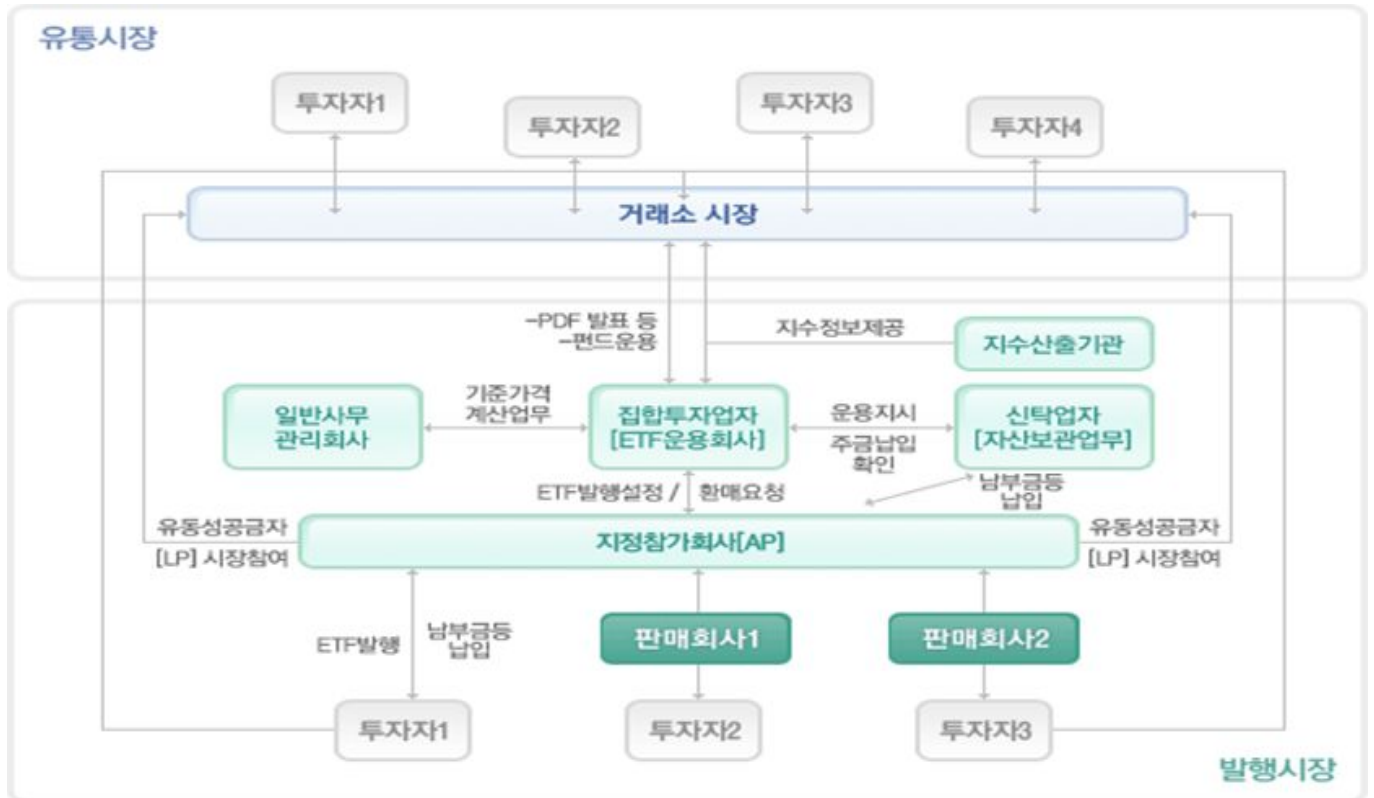 유통시장
투자자1
투자자2
투자자3
투자자4
거래소 시장
-PDF 발표 등
-펀드운용
지수정보제공
지수산출기관
일반사무
관리회사
기준가격
계산업무
집합투자업자
[ETF운용회사]
운용지시
주금납입
확인
신탁업자
[자산보관업무]
ETF발행설정 /
환매요청
남부금등
납입
유동성공급자
[LP] 시장참여
지정참가회사[AP]
유동성공급자
[LP] 시장참여
ETF발행
남부금등
납입
판매회사1
판매회사2
투자자1
투자자2
투자자3
발행시장